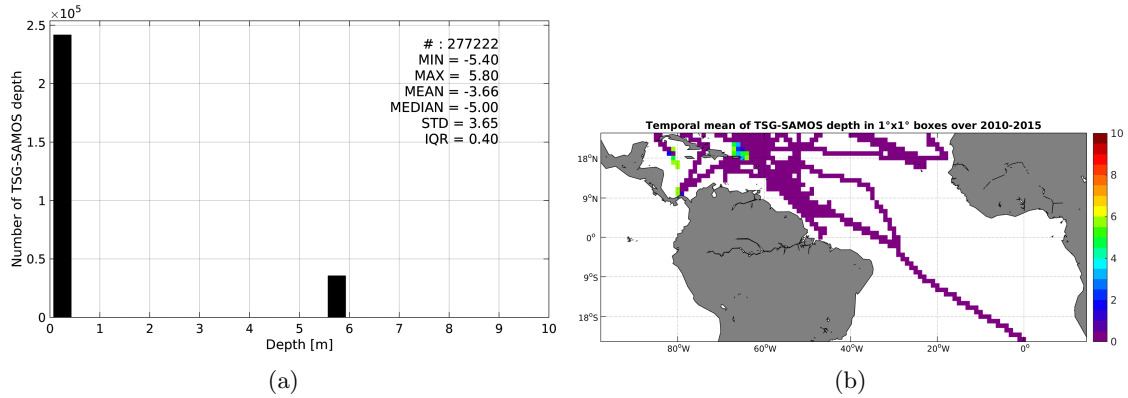 ×10⁵
2.5
2
1.5
1
0.5
0
Number of TSG-SAMOS depth
# : 277222
MIN = -5.40
MAX = 5.80
MEAN = -3.66
MEDIAN = -5.00
STD = 3.65
IQR = 0.40
0 1 2 3 4 5 6 7 8 9 10
Depth [m]
(a)
Temporal mean of TSG-SAMOS depth in 1°x1° boxes over 2010-2015
18°N
9°N
0°
9°S
18°S
80°W 60°W 40°W 20°W 0°
10
8
6
4
2
0
(b)